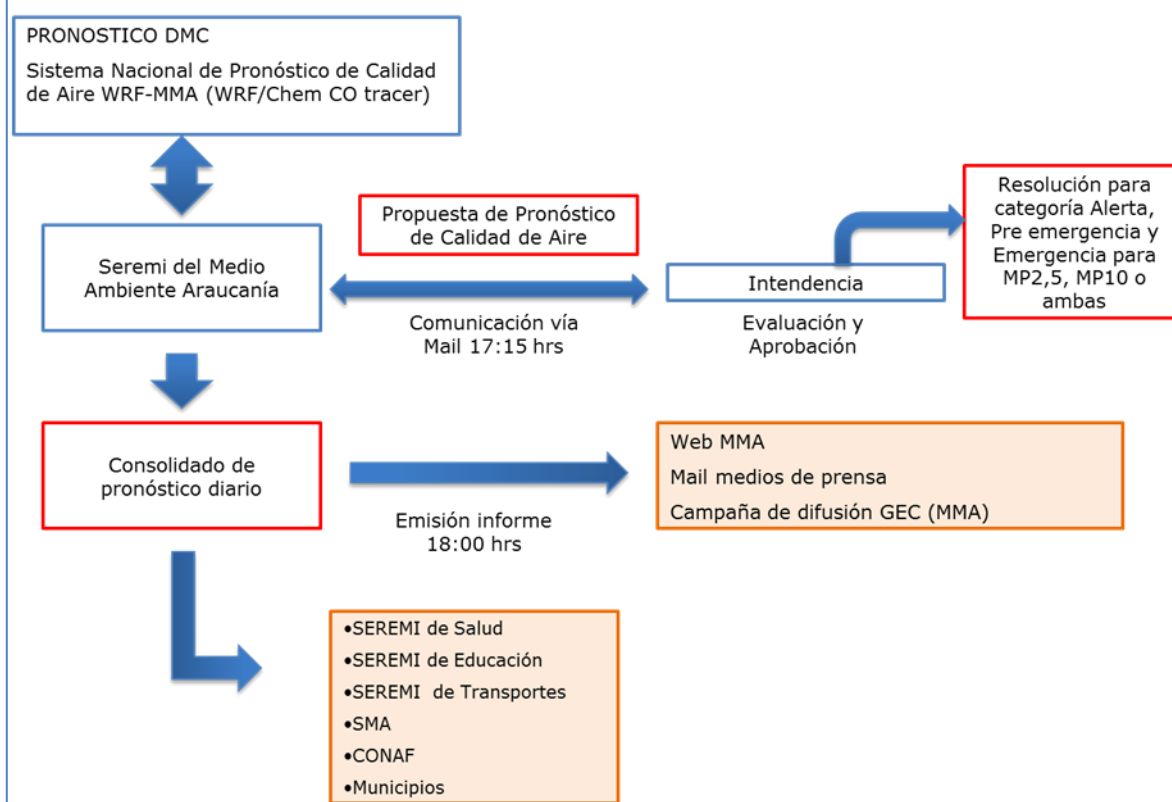 PRONOSTICO DMC
Sistema Nacional de Pronóstico de Calidad
de Aire WRF-MMA (WRF/Chem CO tracer)
Seremi del Medio
Ambiente Araucanía
Propuesta de Pronóstico
de Calidad de Aire
Comunicación vía
Mail 17:15 hrs
Intendencia
Evaluación y
Aprobación
Resolución para
categoría Alerta,
Pre emergencia y
Emergencia para
MP2,5, MP10 o
ambas
Consolidado de
pronóstico diario
Emisión informe
18:00 hrs
Web MMA
Mail medios de prensa
Campaña de difusión GEC (MMA)
•SEREMI de Salud
•SEREMI de Educación
•SEREMI de Transportes
•SMA
•CONAF
•Municipios